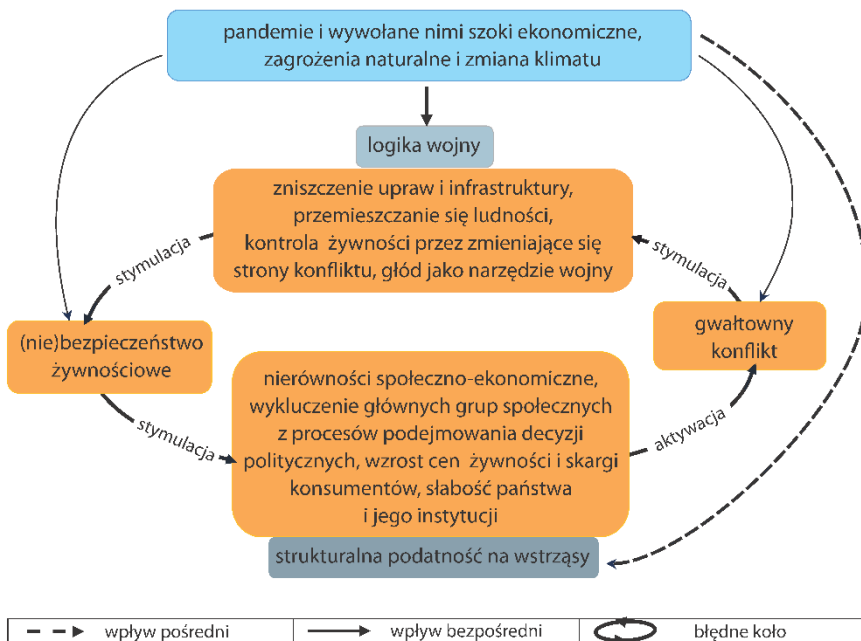 pandemie i wywołane nimi szoki ekonomiczne,
zagrożenia naturalne i zmiana klimatu
logika wojny
zniszczenie upraw i infrastruktury,
przemieszczanie się ludności,
kontrola żywności przez zmieniające się
strony konfliktu, głód jako narzędzie wojny
stymulacja
stymulacja
(nie)bezpieczeństwo
żywnościowe
gwałtowny
konflikt
nierówności społeczno-ekonomiczne,
wykluczenie głównych grup społecznych
z procesów podejmowania decyzji
politycznych, wzrost cen żywności i skargi
konsumentów, słabość państwa
i jego instytucji
stymulacja
aktywacja
strukturalna podatność na wstrząsy
wpływ pośredni
wpływ bezpośredni
błędne koło